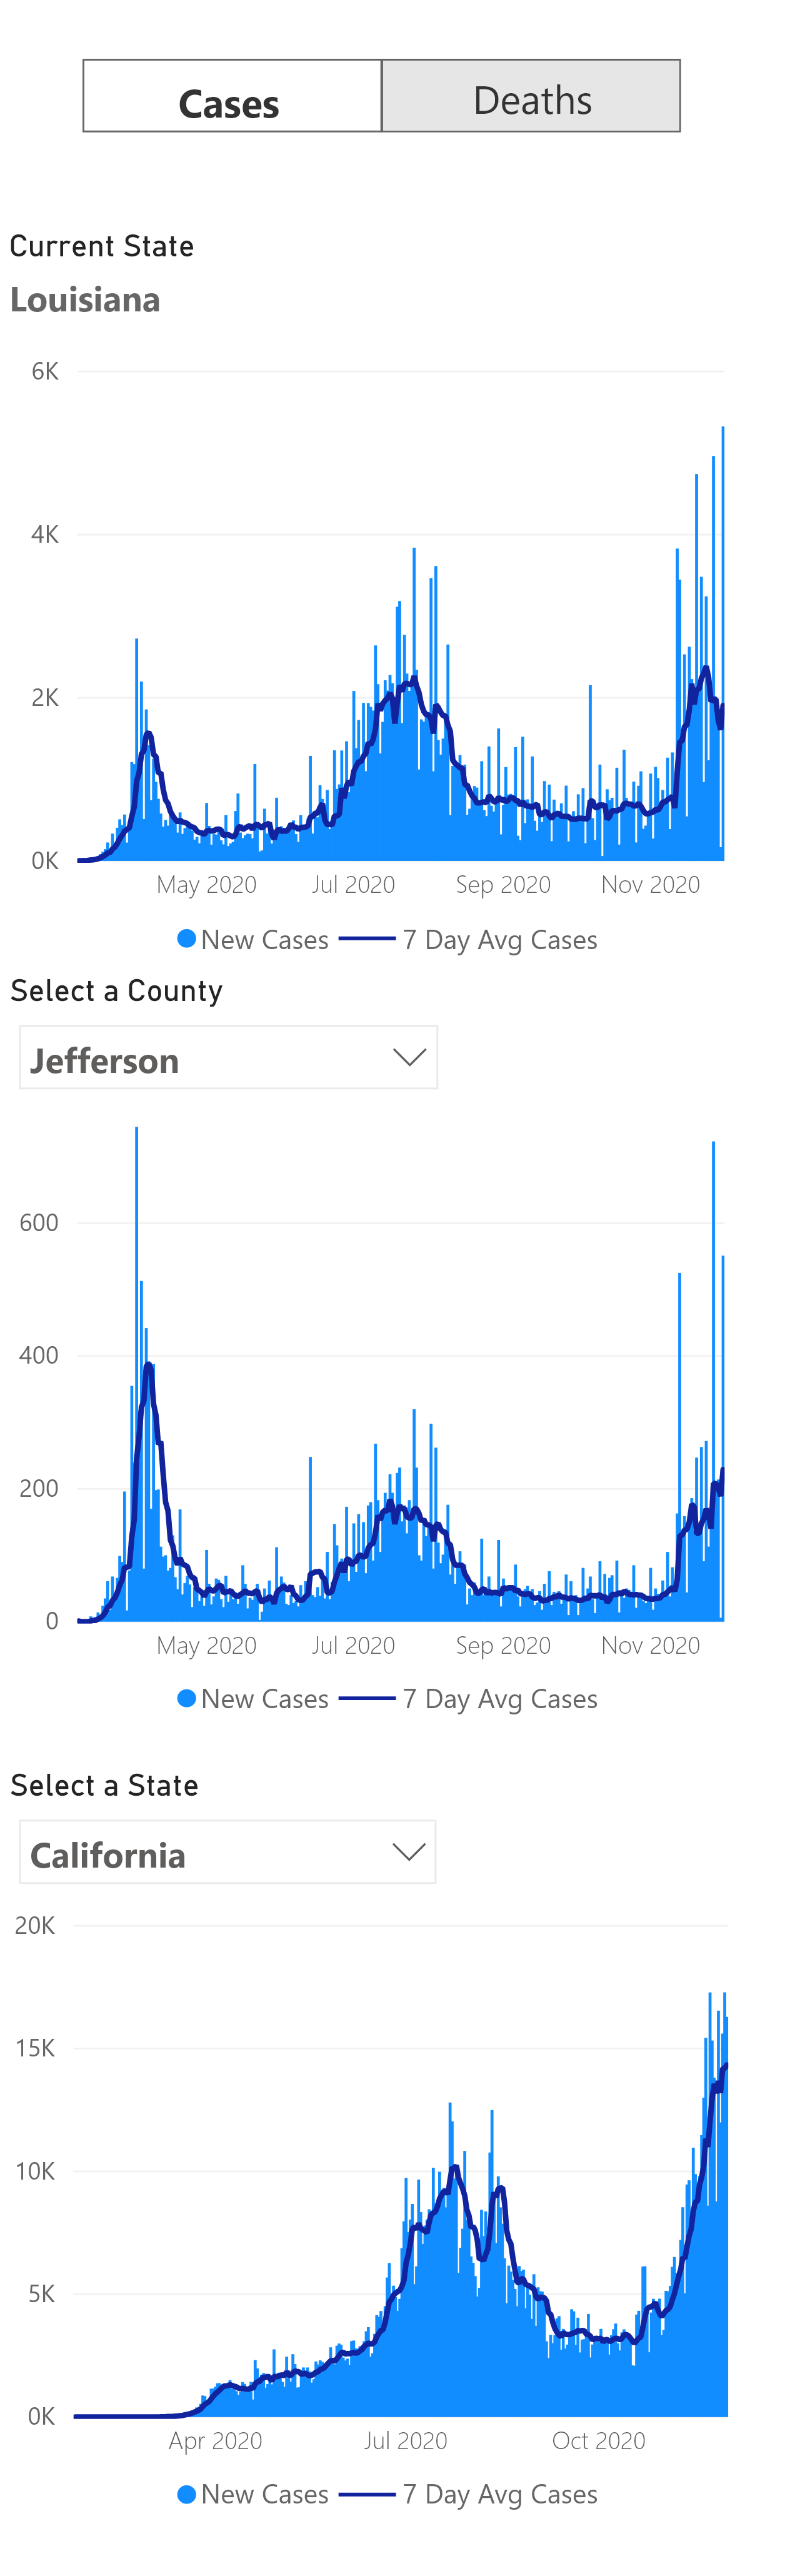 Cases Deaths
Current State
Louisiana
6K
4K
2K
0K
May 2020 Jul 2020 Sep 2020 Nov 2020
New Cases 7 Day Avg Cases
Select a County
Jefferson
600
400
200
0
May 2020 Jul 2020 Sep 2020 Nov 2020
New Cases 7 Day Avg Cases
Select a State
California
20K
15K
10K
5K
0K
Apr 2020 Jul 2020 Oct 2020
New Cases 7 Day Avg Cases